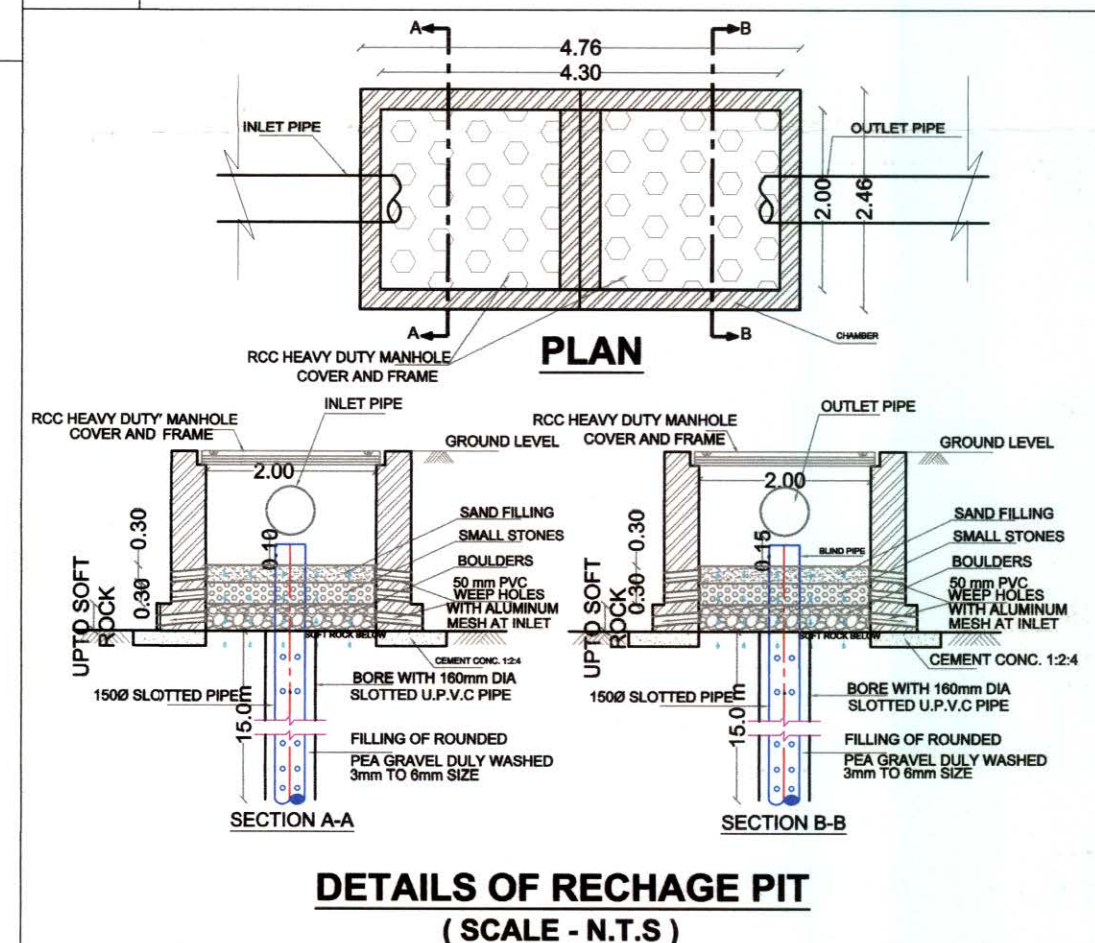 A
B
4.76
4.30
INLET PIPE
OUTLET PIPE
2.00
2.46
A
B
CHAMBER
RCC HEAVY DUTY MANHOLE
COVER AND FRAME
PLAN
INLET PIPE
RCC HEAVY DUTY' MANHOLE
COVER AND FRAME
GROUND LEVEL
2.00
0.10
0.30
0.30
UPTO SOFT
ROCK
SAND FILLING
SMALL STONES
BOULDERS
50 mm PVC
WEEP HOLES
WITH ALUMINUM
MESH AT INLET
SOFT ROCK BELOW
CEMENT CONC. 1:2:4
150Ø SLOTTED PIPE
15.0m
BORE WITH 160mm DIA
SLOTTED U.P.V.C PIPE
FILLING OF ROUNDED
PEA GRAVEL DULY WASHED
3mm TO 6mm SIZE
SECTION A-A
OUTLET PIPE
RCC HEAVY DUTY MANHOLE
COVER AND FRAME
GROUND LEVEL
2.00
0.15
BLIND PIPE
0.30
0.30
UPTO SOFT
ROCK
SAND FILLING
SMALL STONES
BOULDERS
50 mm PVC
WEEP HOLES
WITH ALUMINUM
MESH AT INLET
SOFT ROCK BELOW
CEMENT CONC. 1:2:4
150Ø SLOTTED PIPE
15.0 m
BORE WITH 160mm DIA
SLOTTED U.P.V.C PIPE
FILLING OF ROUNDED
PEA GRAVEL DULY WASHED
3mm TO 6mm SIZE
SECTION B-B
DETAILS OF RECHAGE PIT
( SCALE - N.T.S )